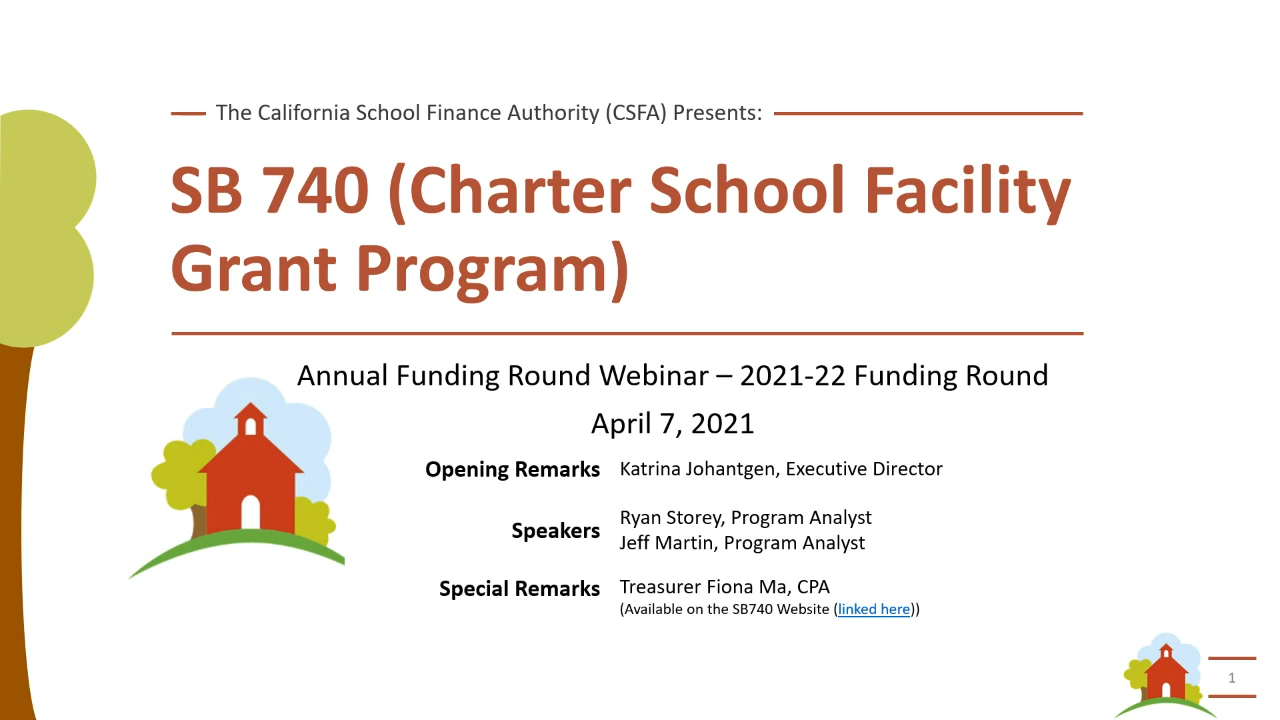 The California School Finance Authority (CSFA) Presents:
SB 740 (Charter School Facility
Grant Program)
Annual Funding Round Webinar – 2021-22 Funding Round
April 7, 2021
Opening Remarks Katrina Johantgen, Executive Director
Speakers Ryan Storey, Program Analyst
Jeff Martin, Program Analyst
Special Remarks Treasurer Fiona Ma, CPA
(Available on the SB740 Website (linked here))
1